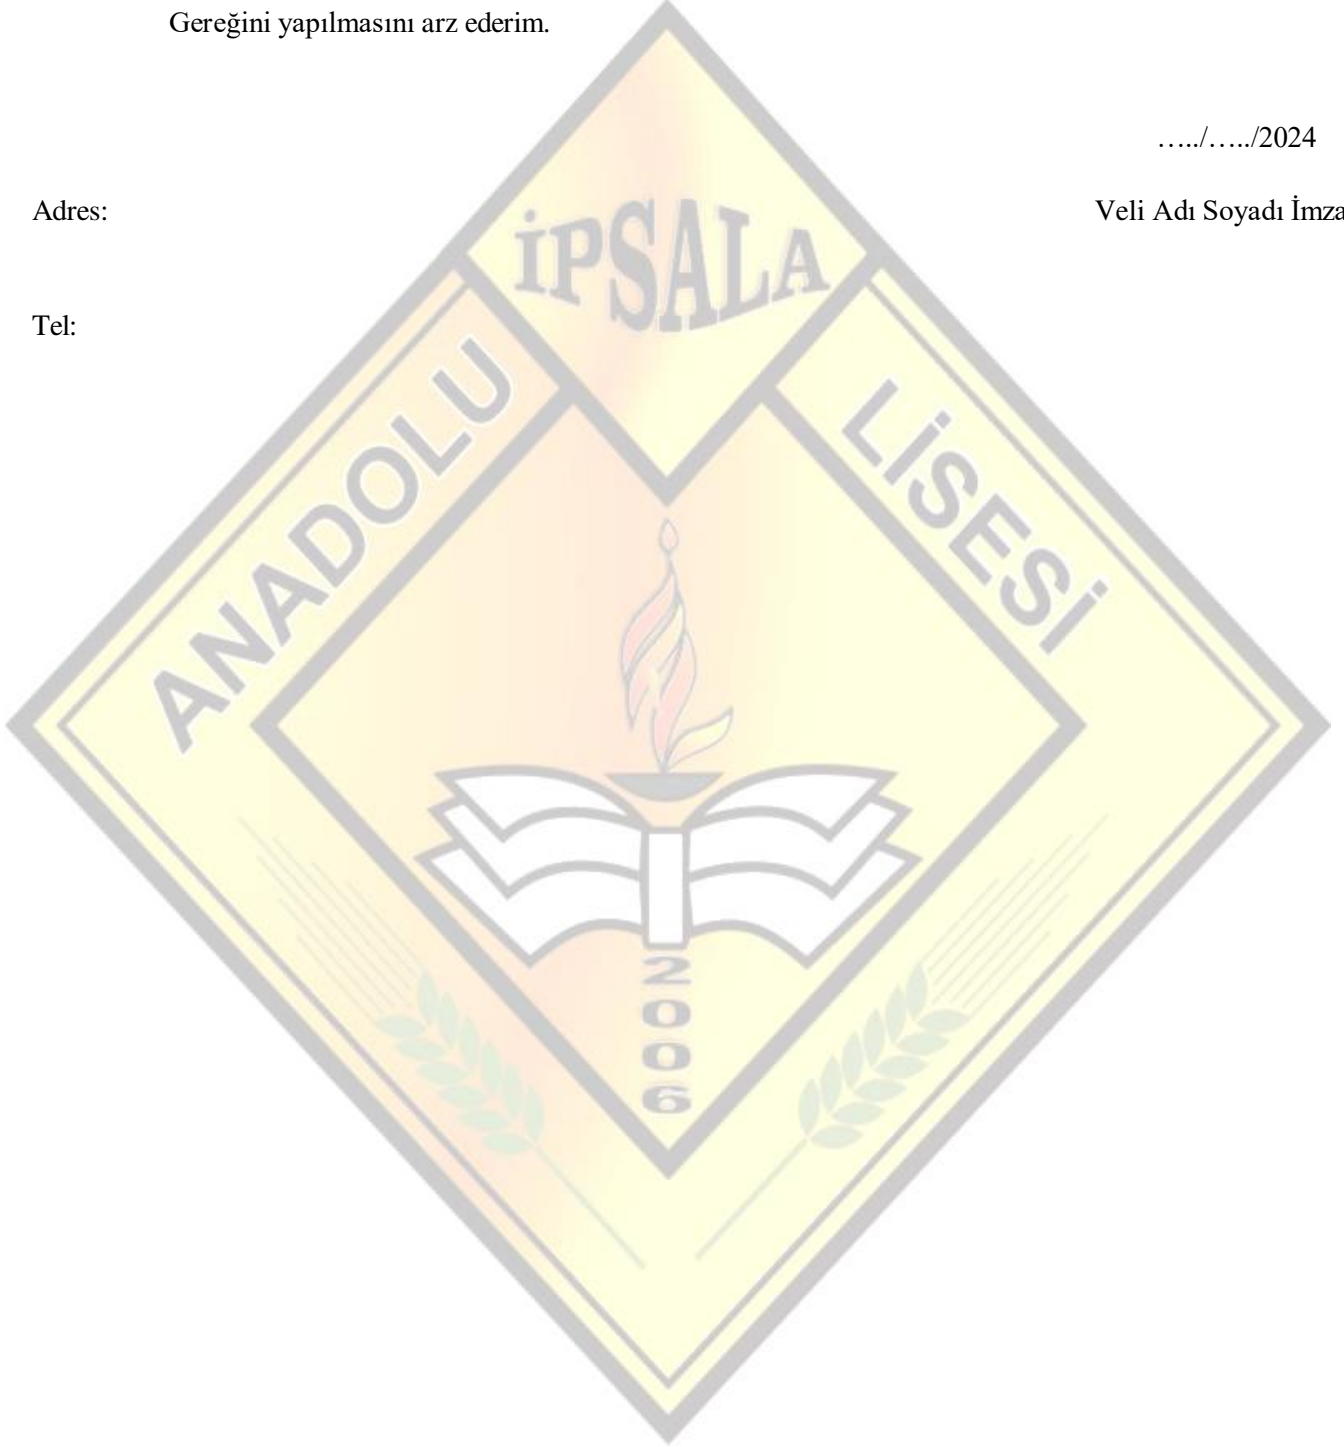 Gereğini yapılmasını arz ederim.
…../…../2024
Adres:
Veli Adı Soyadı İmza
Tel:
İPSALA
ANADOLU
LİSESİ
2006